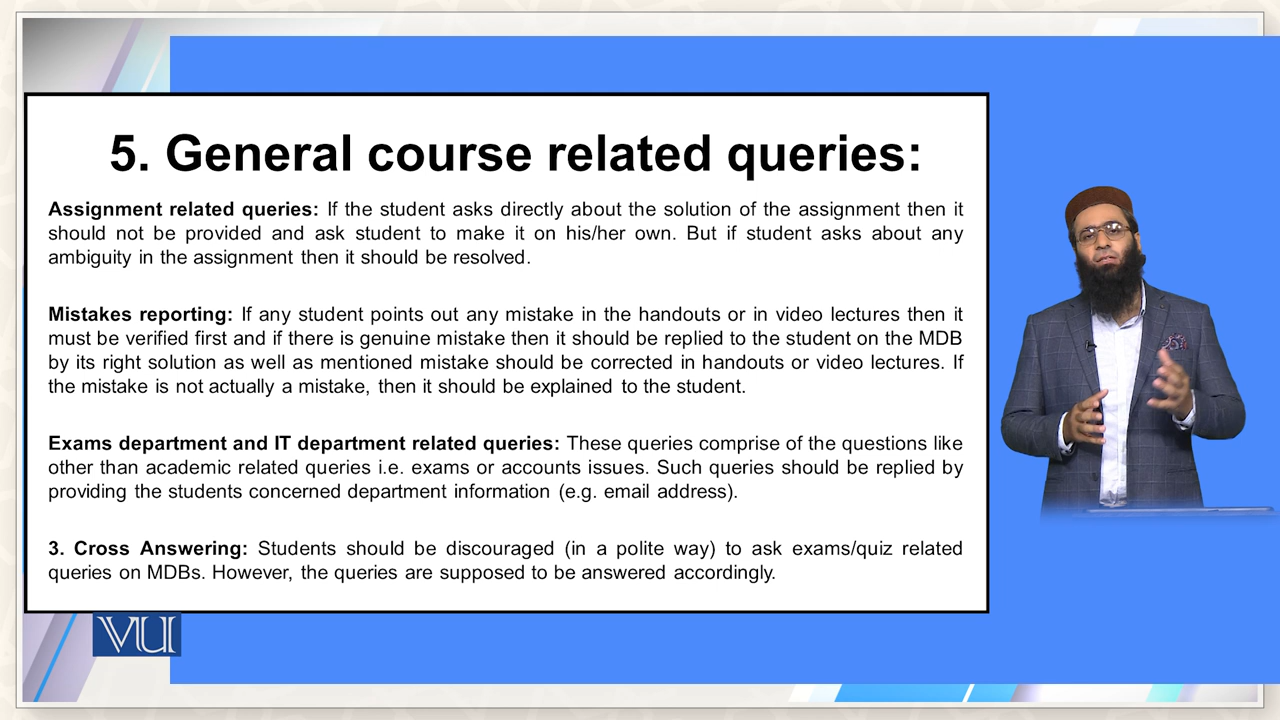 5. General course related queries:
Assignment related queries: If the student asks directly about the solution of the assignment then it
should not be provided and ask student to make it on his/her own. But if student asks about any
ambiguity in the assignment then it should be resolved.
Mistakes reporting: If any student points out any mistake in the handouts or in video lectures then it
must be verified first and if there is genuine mistake then it should be replied to the student on the MDB
by its right solution as well as mentioned mistake should be corrected in handouts or video lectures. If
the mistake is not actually a mistake, then it should be explained to the student.
Exams department and IT department related queries: These queries comprise of the questions like
other than academic related queries i.e. exams or accounts issues. Such queries should be replied by
providing the students concerned department information (e.g. email address).
3. Cross Answering: Students should be discouraged (in a polite way) to ask exams/quiz related
queries on MDBs. However, the queries are supposed to be answered accordingly.
VU